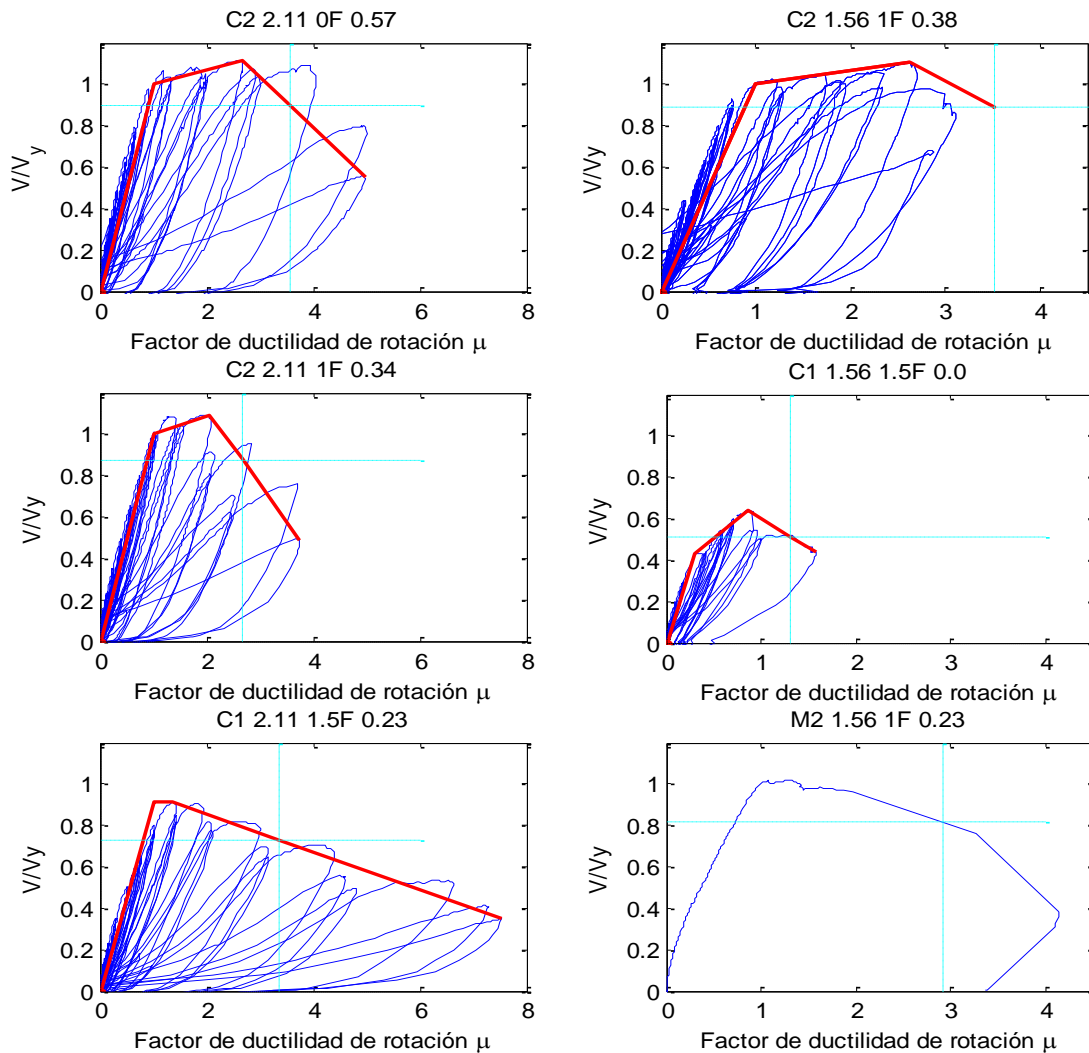 C2 2.11 0F 0.57
1
0.8
0.6
0.4
0.2
0
V/Vy
0 2 4 6 8
Factor de ductilidad de rotación μ
C2 1.56 1F 0.38
1
0.8
0.6
0.4
0.2
0
V/Vy
0 1 2 3 4
Factor de ductilidad de rotación μ
C2 2.11 1F 0.34
1
0.8
0.6
0.4
0.2
0
V/Vy
0 2 4 6 8
Factor de ductilidad de rotación μ
C1 1.56 1.5F 0.0
1
0.8
0.6
0.4
0.2
0
V/Vy
0 1 2 3 4
Factor de ductilidad de rotación μ
C1 2.11 1.5F 0.23
1
0.8
0.6
0.4
0.2
0
V/Vy
0 2 4 6 8
Factor de ductilidad de rotación μ
M2 1.56 1F 0.23
1
0.8
0.6
0.4
0.2
0
V/Vy
0 1 2 3 4
Factor de ductilidad de rotación μ